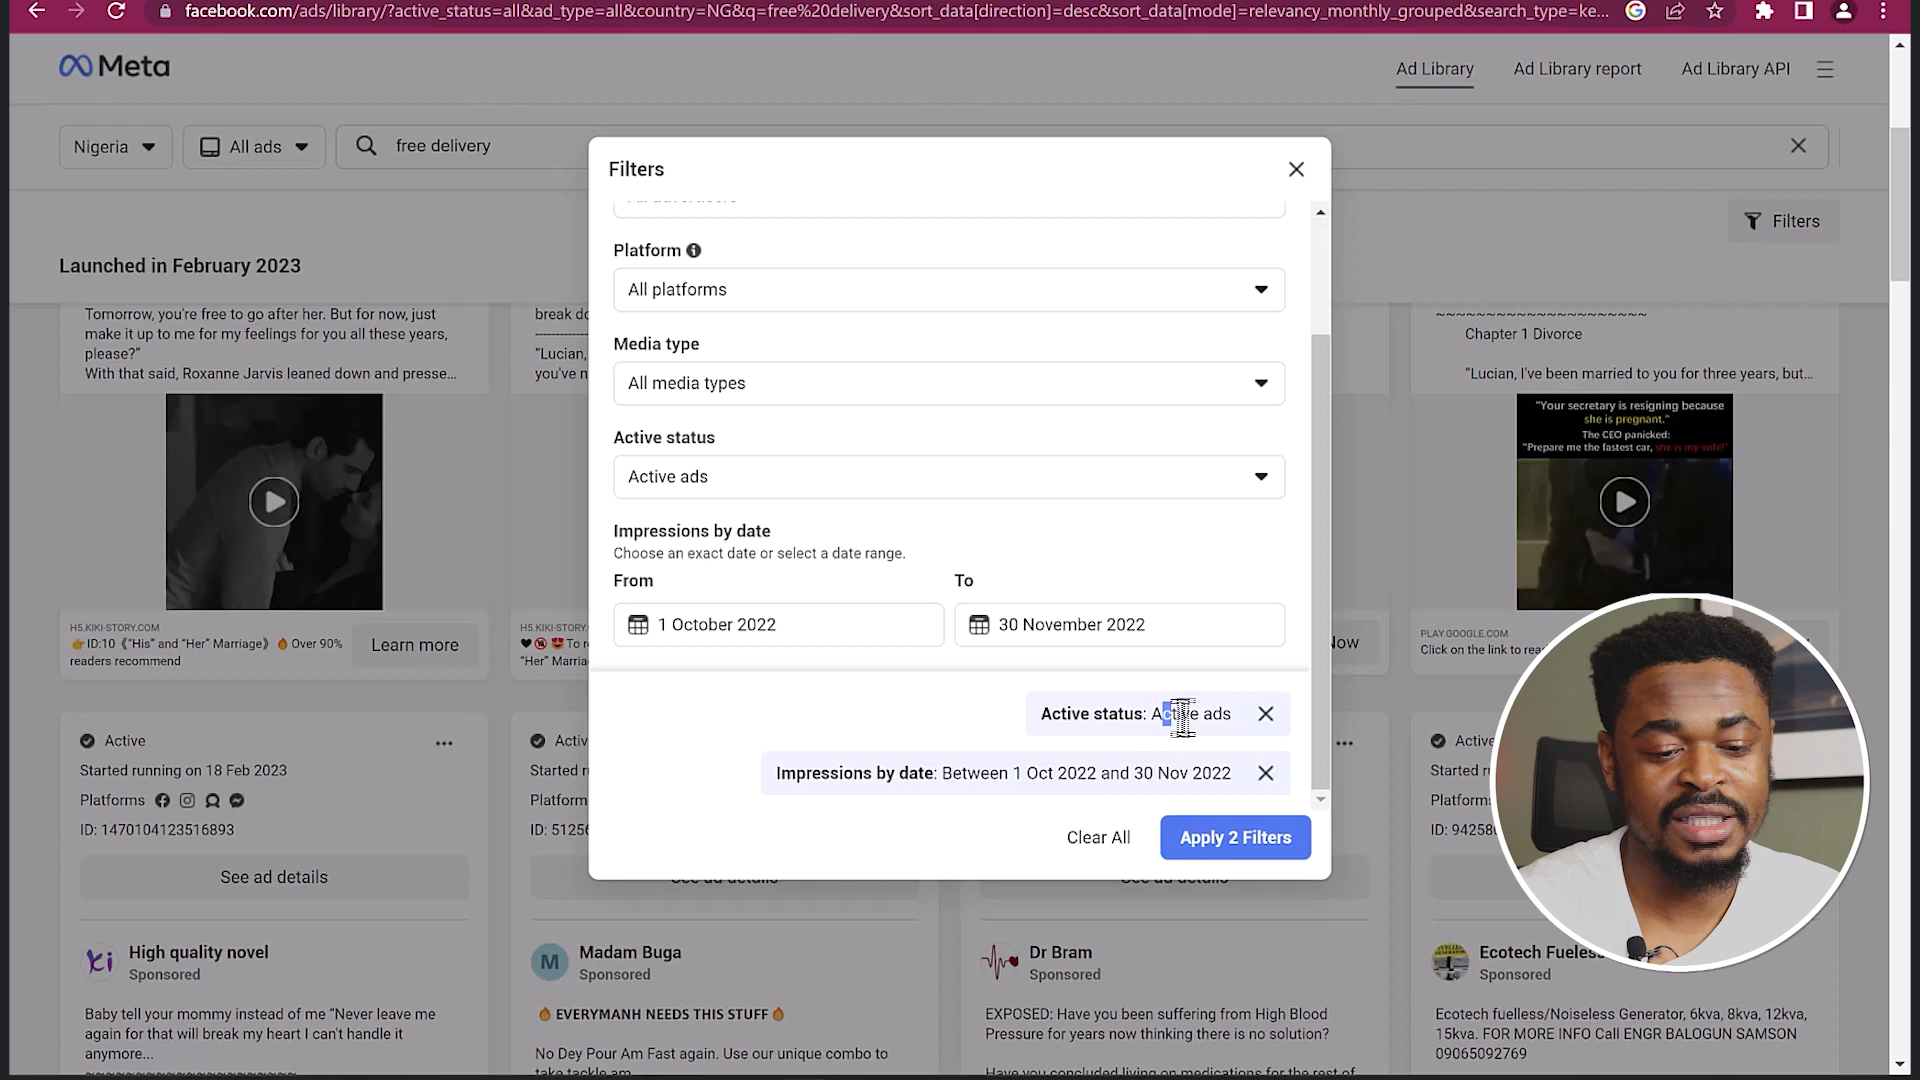 facebook.com/ads/library/?active_status=all&ad_type=all&country=NG&q=free%20delivery&sort_data[direction]=desc&sort_data[mode]=relevancy_monthly_grouped&search_type=ke...
Meta
Ad Library
Ad Library report
Ad Library API
Nigeria
All ads
free delivery
Filters
Launched in February 2023
Tomorrow, you're free to go after her. But for now, just
make it up to me for my feelings for you all these years,
please?"
With that said, Roxanne Jarvis leaned down and presse...
H5.KIKI-STORY.COM
👉ID:10《"His" and "Her" Marriage》🔥Over 90%
readers recommend
Learn more
break do
--------------
"Lucian,
you've n
H5.KIKI-STORY
To re
"Her" Marria
Filters
Platform
All platforms
Media type
All media types
Active status
Active ads
Impressions by date
Choose an exact date or select a date range.
From
To
1 October 2022
30 November 2022
Active status: Active ads
Impressions by date: Between 1 Oct 2022 and 30 Nov 2022
Clear All
Apply 2 Filters
~~~~~~~~~~~~~~~~~~~~~
Chapter 1 Divorce
"Lucian, I've been married to you for three years, but...
"Your secretary is resigning because
she is pregnant."
The CEO panicked:
"Prepare me the fastest car, she is my wife!"
Now
PLAY.GOOGLE.COM
Click on the link to rea
Active
Started running on 18 Feb 2023
Platforms
ID: 1470104123516893
See ad details
High quality novel
Sponsored
Baby tell your mommy instead of me "Never leave me
again for that will break my heart I can't handle it
anymore...
~~~~~~~~~~~~~~~~~~~~~
Activ
Started r
Platform
ID: 5125
See ad details
Madam Buga
Sponsored
🔥 EVERYMANH NEEDS THIS STUFF🔥
No Dey Pour Am Fast again. Use our unique combo to
take tackle am
See ad details
Dr Bram
Sponsored
EXPOSED: Have you been suffering from High Blood
Pressure for years now thinking there is no solution?
Have you concluded living on medications for the rest of
Active
Started r
Platforms
ID: 9425
Ecotech Fueless
Sponsored
Ecotech fuelless/Noiseless Generator, 6kva, 8kva, 12kva,
15kva. FOR MORE INFO Call ENGR BALOGUN SAMSON
09065092769